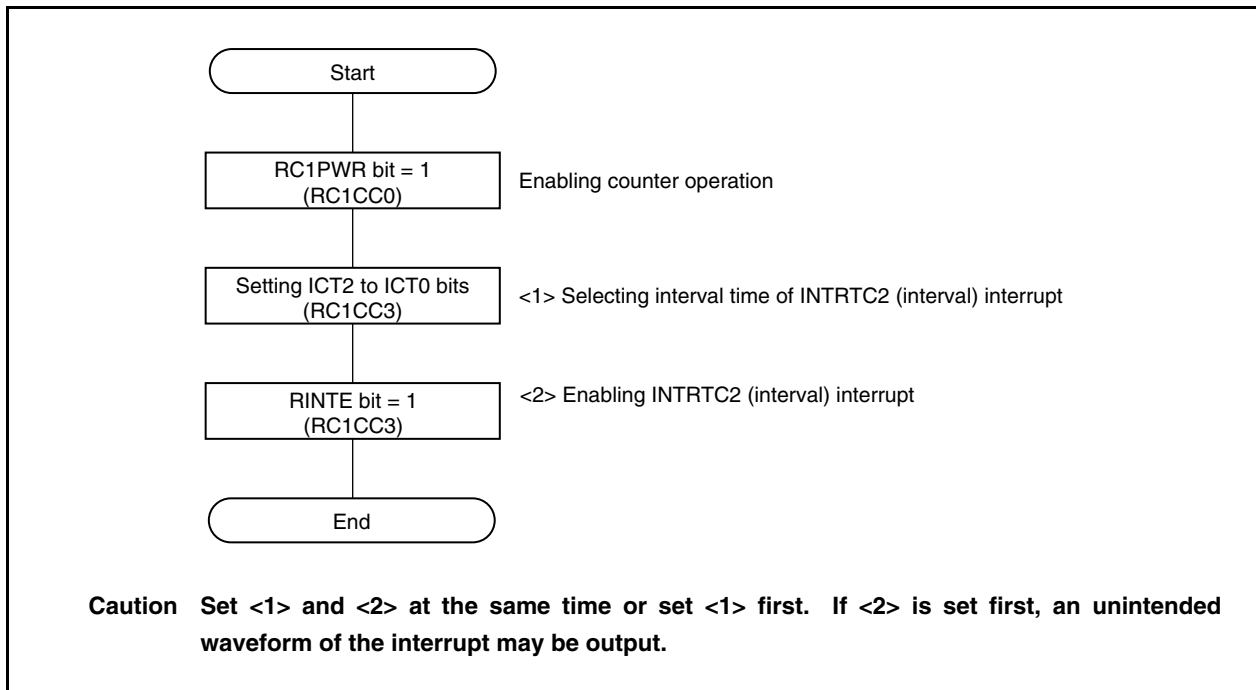 Start
RC1PWR bit = 1
(RC1CC0)
Enabling counter operation
Setting ICT2 to ICT0 bits
(RC1CC3)
<1> Selecting interval time of INTRTC2 (interval) interrupt
RINTE bit = 1
(RC1CC3)
<2> Enabling INTRTC2 (interval) interrupt
End
Caution Set <1> and <2> at the same time or set <1> first. If <2> is set first, an unintended
waveform of the interrupt may be output.